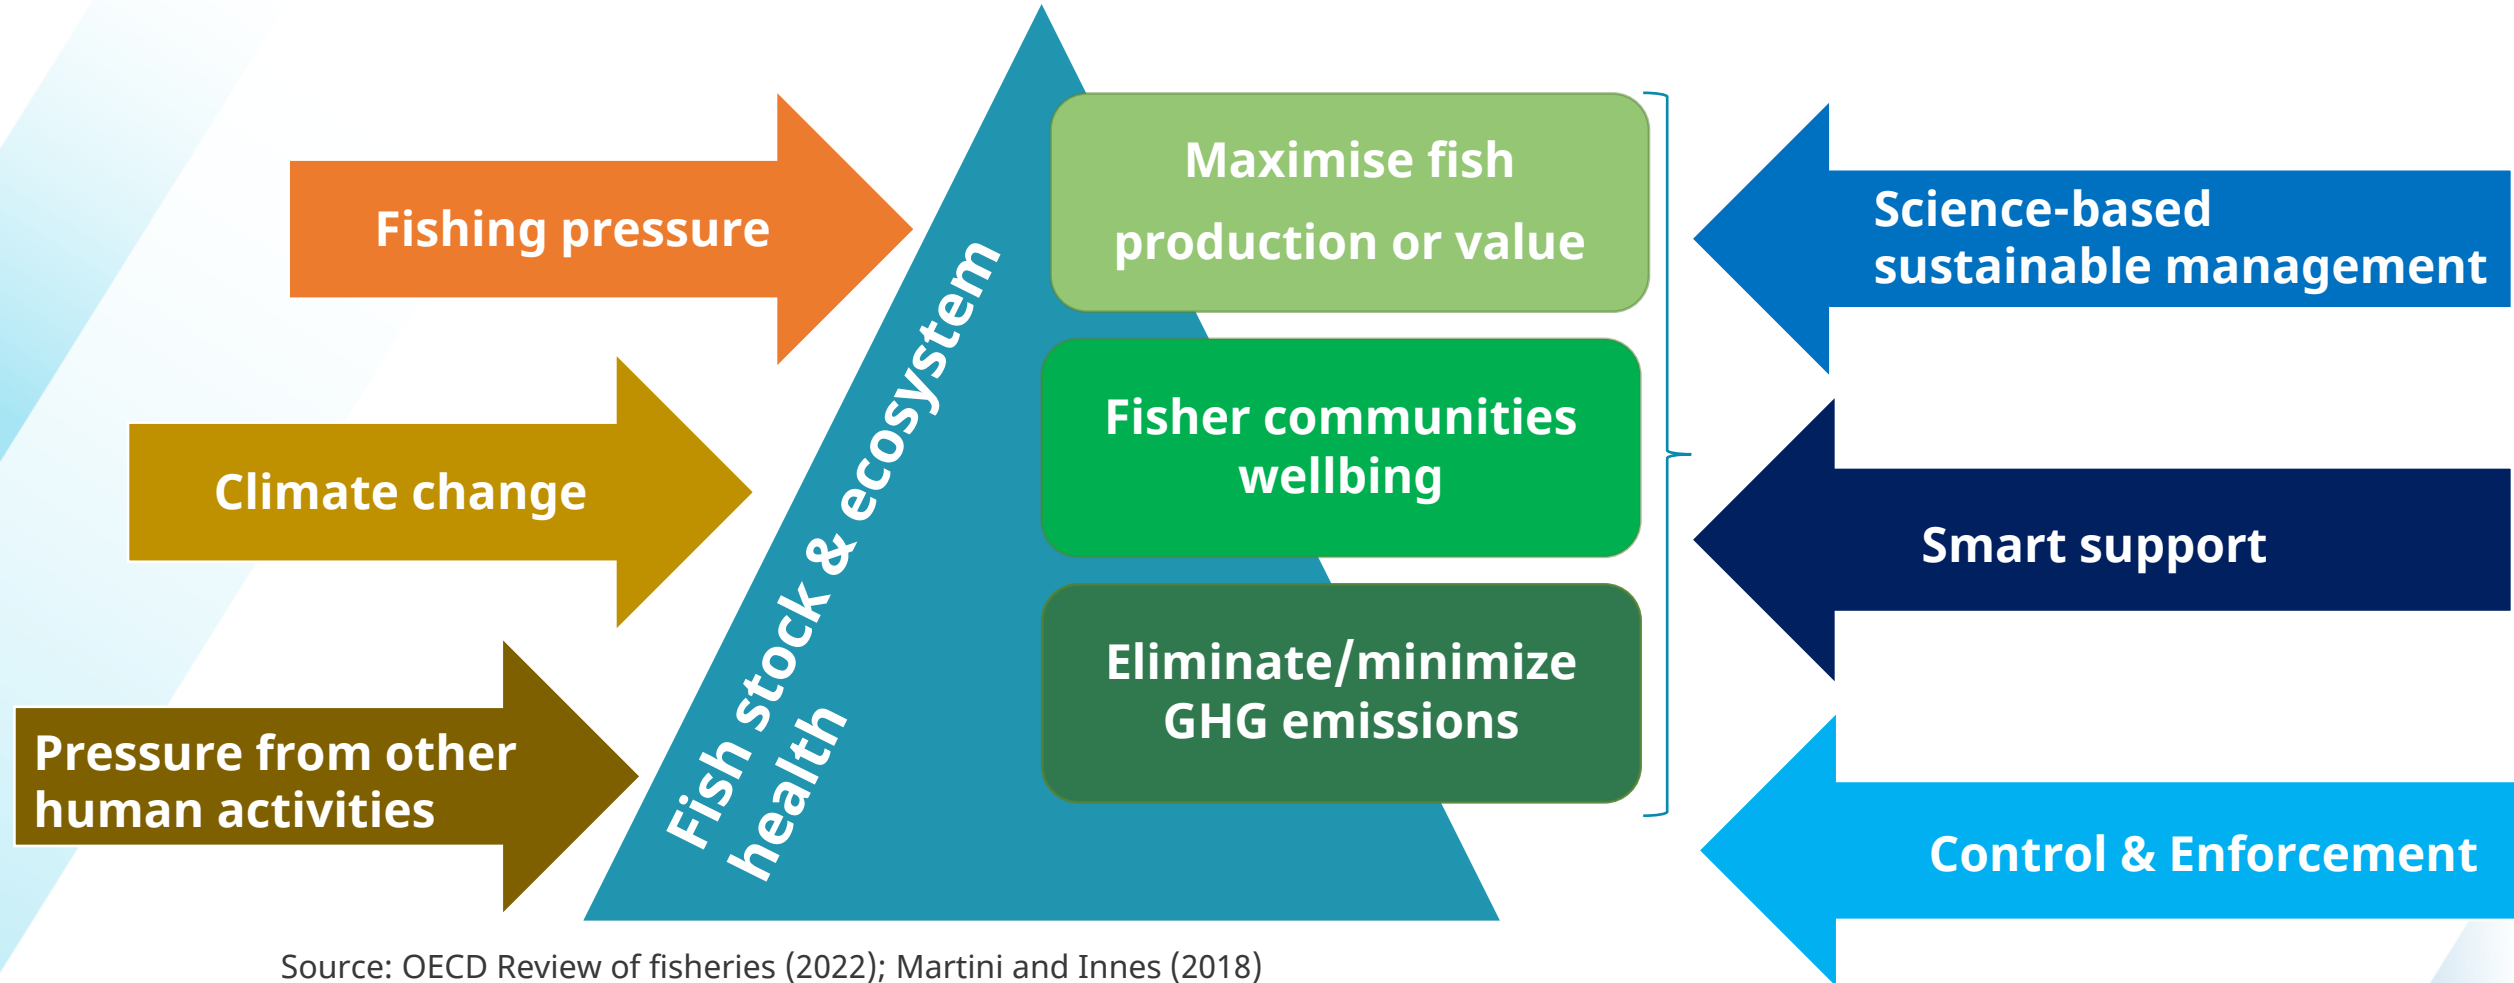 Fishing pressure
Climate change
Pressure from other
human activities
Fish stock & ecosystem
health
Maximise fish
production or value
Fisher communities
wellbing
Eliminate/minimize
GHG emissions
Science-based
sustainable management
Smart support
Control & Enforcement
Source: OECD Review of fisheries (2022); Martini and Innes (2018)